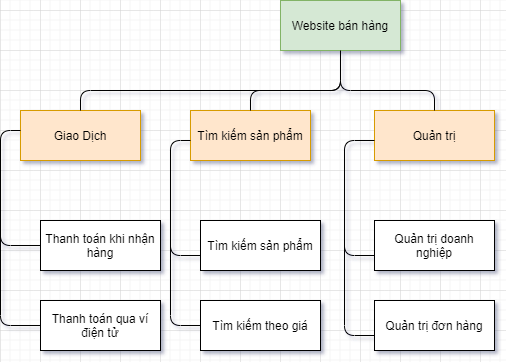 Website bán hàng
Giao Dịch
Tìm kiếm sản phẩm
Quản trị
Thanh toán khi nhận
hàng
Tìm kiếm sản phẩm
Quản trị doanh
nghiệp
Thanh toán qua ví
điện tử
Tìm kiếm theo giá
Quản trị đơn hàng